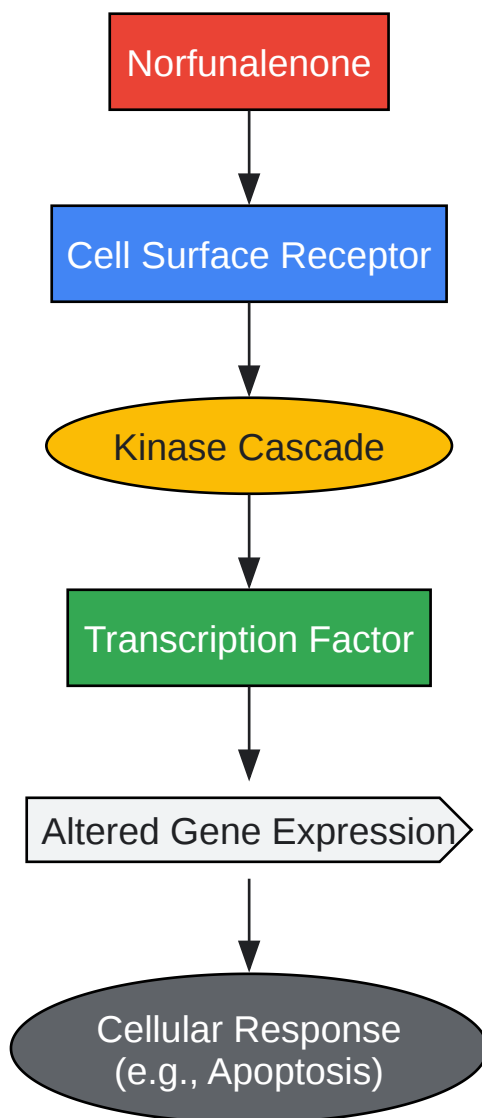 Norfunalenone
Cell Surface Receptor
Kinase Cascade
Transcription Factor
Altered Gene Expression
Cellular Response
(e.g., Apoptosis)